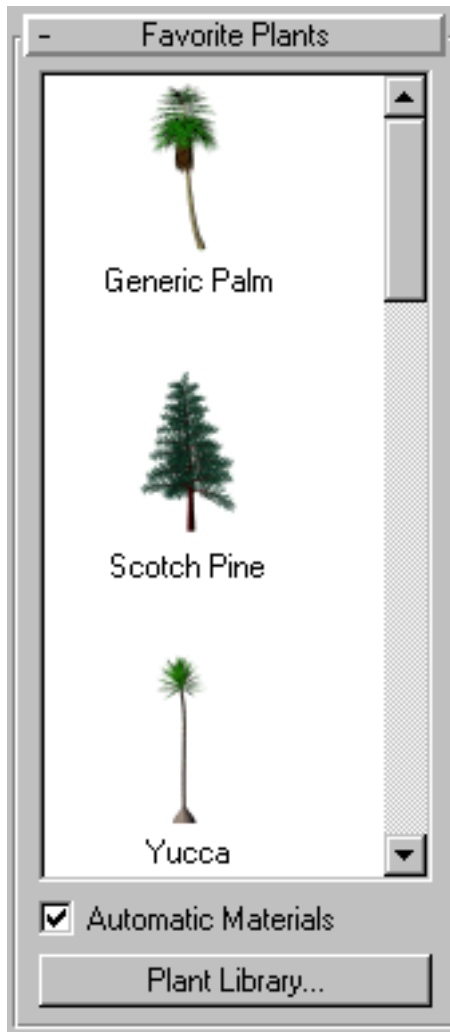 - Favorite Plants
Generic Palm
Scotch Pine
Yucca
Automatic Materials
Plant Library...